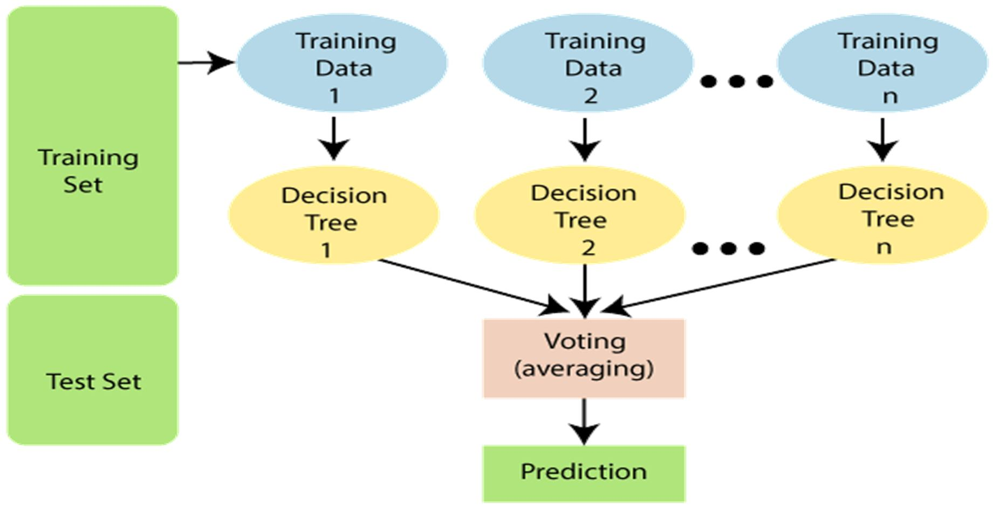 Training
Set
Test Set
Training
Data
1
Training
Data
2
Training
Data
n
Decision
Tree
1
Decision
Tree
2
Decision
Tree
n
Voting
(averaging)
Prediction